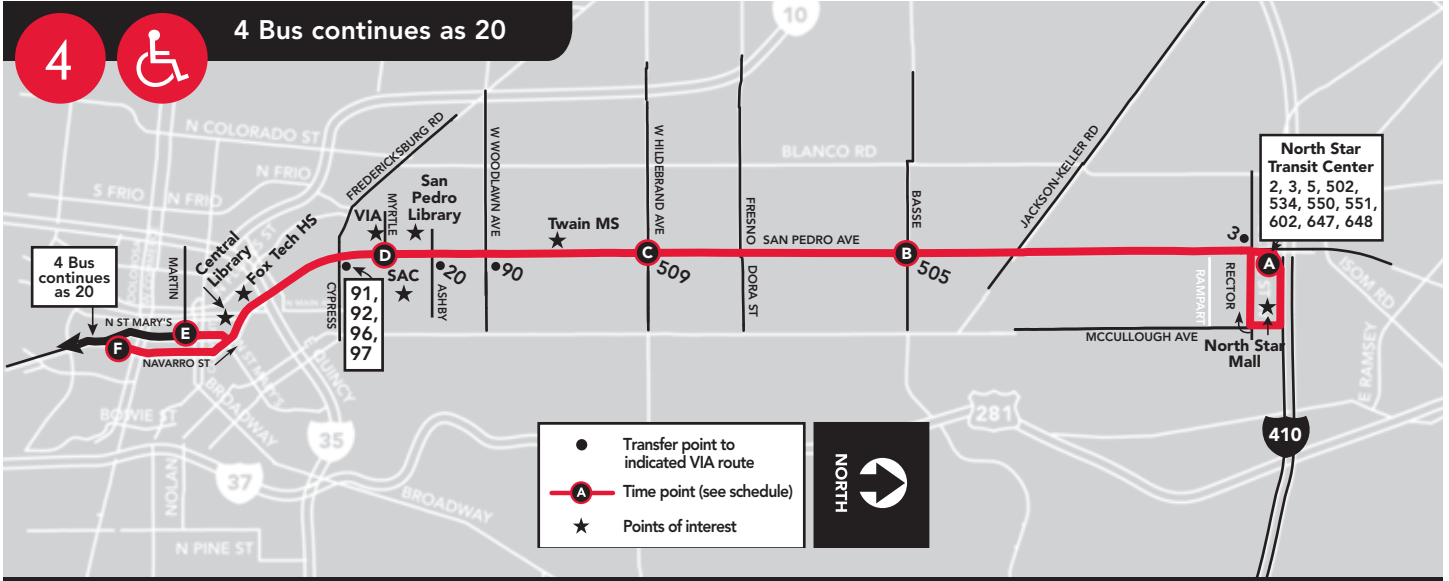 4
4 Bus continues as 20
10
N COLORADO ST
FREDERICKSBURG RD
W WOODLAWN AVE
W HILDEBRAND AVE
BLANCO RD
JACKSON-KELLER RD
North Star
Transit Center
2, 3, 5, 502,
534, 550, 551,
602, 647, 648
S FRIO
N FRIO
N FRIO
San
Pedro
Library
VIA
MYRTLE
Twain MS
FRESNO
SAN PEDRO AVE
BASSE
3
A
ISOM RD
4 Bus
continues
as 20
MARTIN
Central
Library
Fox Tech HS
D
SAC
20
90
C
509
B
505
CYPRESS
91,
92,
96,
97
ASHBY
DORA ST
RAMPART
RECTOR
N ST MARY'S
E
F
NAVARRO ST
N MAIN
N ST MARY'S
E QUINCY
MCCULLOUGH AVE
North Star
Mall
E RAMSEY
BROADWAY
BOWIE ST
35
37
NOLAN
BROADWAY
N PINE ST
281
410
Transfer point to
indicated VIA route
A
Time point (see schedule)
Points of interest
NORTH